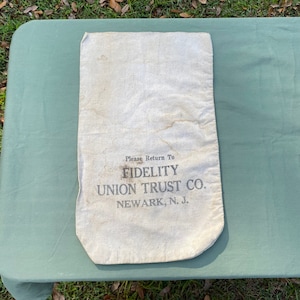 Please Return To
FIDELITY
UNION TRUST CO.
NEWARK, N. J.